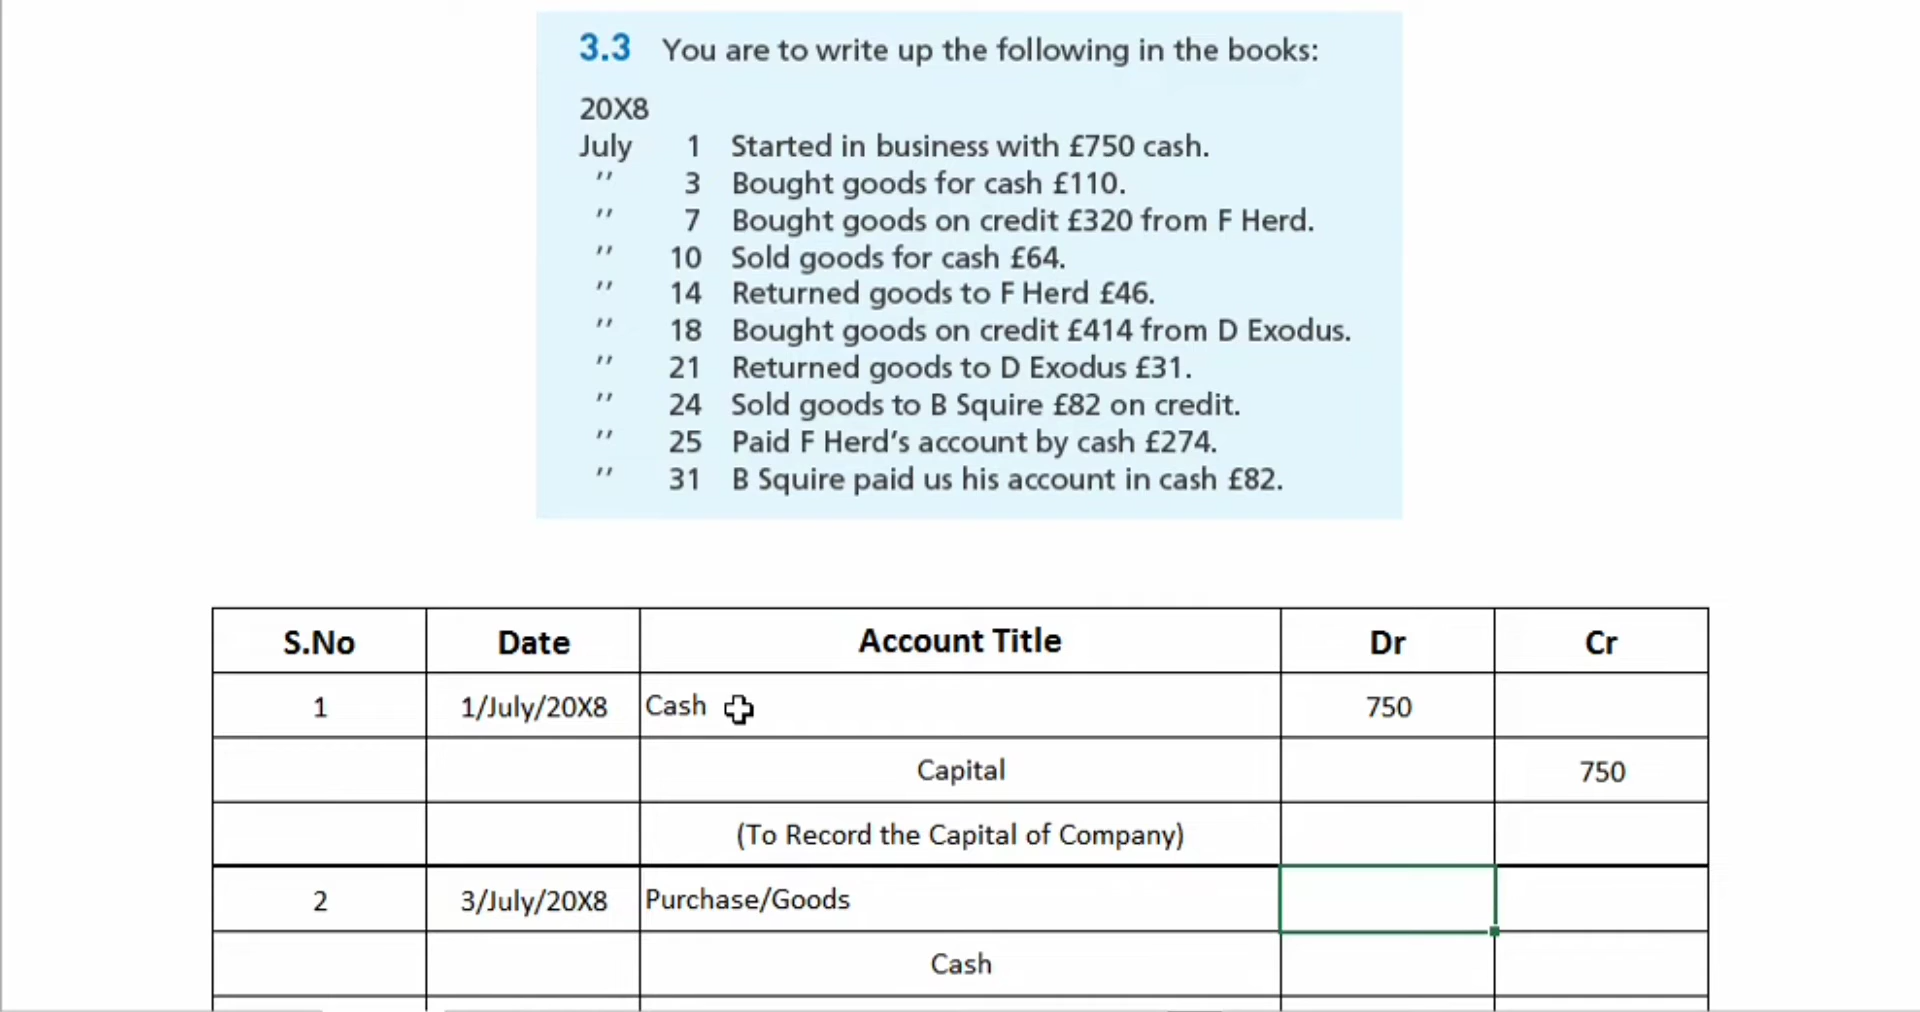 3.3 You are to write up the following in the books:
20X8
July 1 Started in business with £750 cash.
" 3 Bought goods for cash £110.
" 7 Bought goods on credit £320 from F Herd.
" 10 Sold goods for cash £64.
" 14 Returned goods to F Herd £46.
" 18 Bought goods on credit £414 from D Exodus.
" 21 Returned goods to D Exodus £31.
" 24 Sold goods to B Squire £82 on credit.
" 25 Paid F Herd's account by cash £274.
" 31 B Squire paid us his account in cash £82.
S.No Date Account Title Dr Cr
1 1/July/20X8 Cash 750
Capital 750
(To Record the Capital of Company)
2 3/July/20X8 Purchase/Goods
Cash